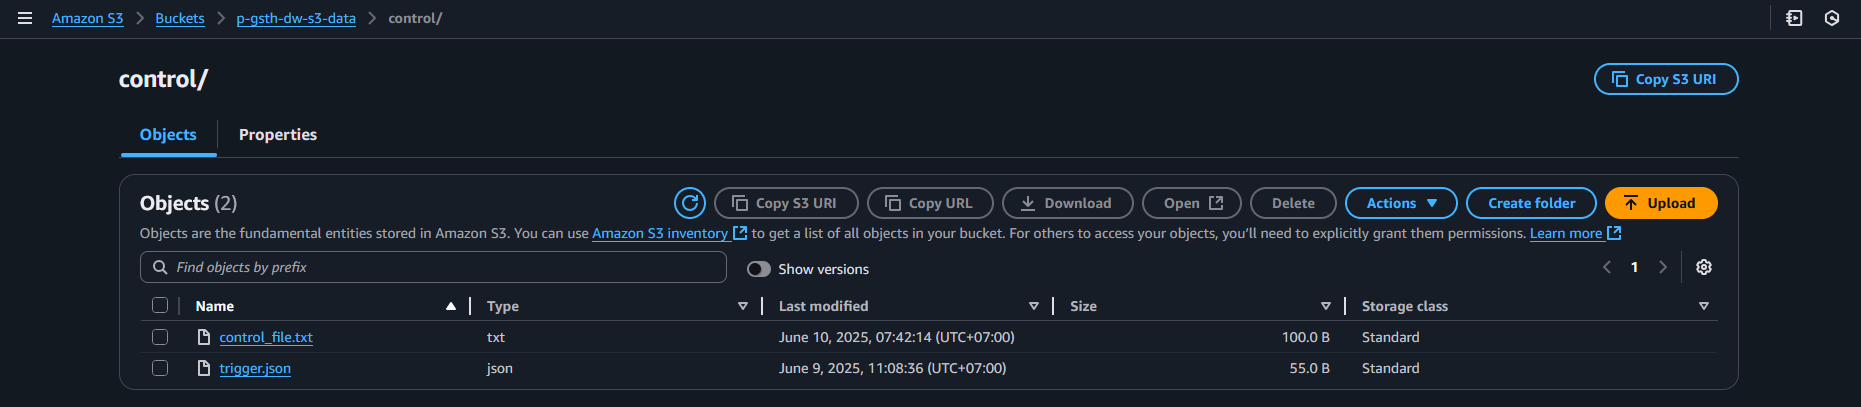 Amazon S3 > Buckets > p-gsth-dw-s3-data > control/
control/
Copy S3 URI
Objects Properties
Objects (2) Copy S3 URI Copy URL Download Open Delete Actions Create folder Upload
Objects are the fundamental entities stored in Amazon S3. You can use Amazon S3 inventory to get a list of all objects in your bucket. For others to access your objects, you'll need to explicitly grant them permissions. Learn more
Find objects by prefix Show versions 1
Name Type Last modified Size Storage class
control_file.txt txt June 10, 2025, 07:42:14 (UTC+07:00) 100.0 B Standard
trigger.json json June 9, 2025, 11:08:36 (UTC+07:00) 55.0 B Standard